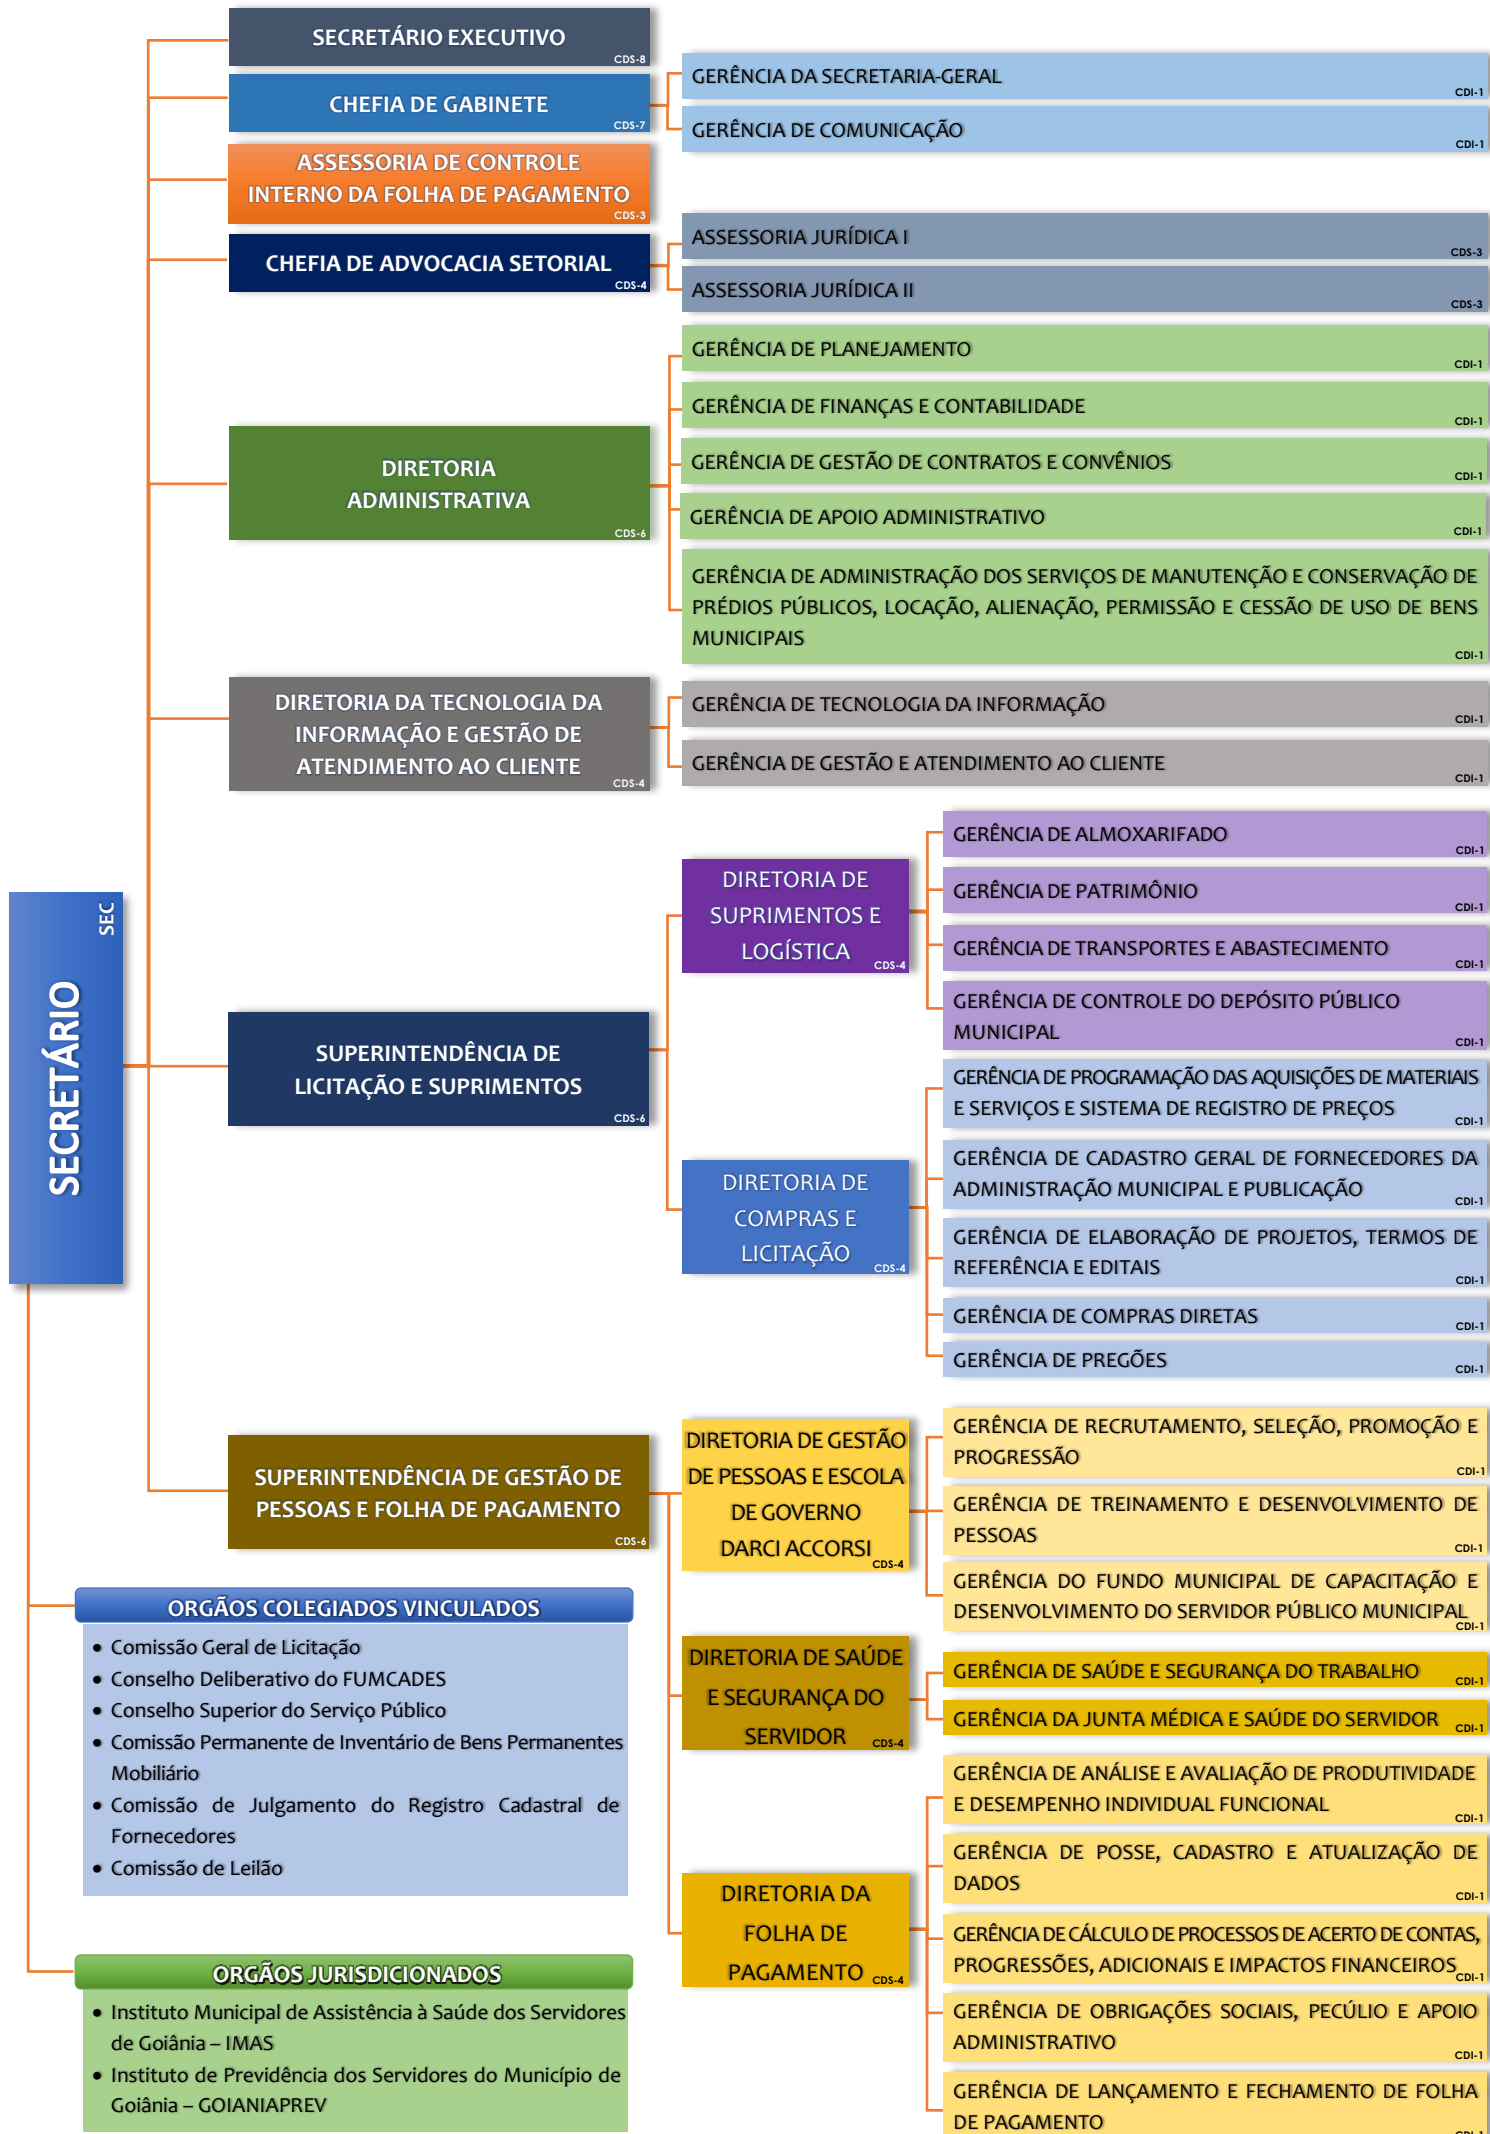 SECRETÁRIO EXECUTIVO
CDS-8
CHEFIA DE GABINETE
CDS-7
GERÊNCIA DA SECRETARIA-GERAL
CDI-1
GERÊNCIA DE COMUNICAÇÃO
CDI-1
ASSESSORIA DE CONTROLE
INTERNO DA FOLHA DE PAGAMENTO
CDS-3
CHEFIA DE ADVOCACIA SETORIAL
CDS-4
ASSESSORIA JURÍDICA I
CDS-3
ASSESSORIA JURÍDICA II
CDS-3
DIRETORIA
ADMINISTRATIVA
CDS-6
GERÊNCIA DE PLANEJAMENTO
CDI-1
GERÊNCIA DE FINANÇAS E CONTABILIDADE
CDI-1
GERÊNCIA DE GESTÃO DE CONTRATOS E CONVÊNIOS
CDI-1
GERÊNCIA DE APOIO ADMINISTRATIVO
CDI-1
GERÊNCIA DE ADMINISTRAÇÃO DOS SERVIÇOS DE MANUTENÇÃO E CONSERVAÇÃO DE
PRÉDIOS PÚBLICOS, LOCAÇÃO, ALIENAÇÃO, PERMISSÃO E CESSÃO DE USO DE BENS
MUNICIPAIS
CDI-1
DIRETORIA DA TECNOLOGIA DA
INFORMAÇÃO E GESTÃO DE
ATENDIMENTO AO CLIENTE
CDS-4
GERÊNCIA DE TECNOLOGIA DA INFORMAÇÃO
CDI-1
GERÊNCIA DE GESTÃO E ATENDIMENTO AO CLIENTE
CDI-1
SECRETÁRIO
SEC
SUPERINTENDÊNCIA DE
LICITAÇÃO E SUPRIMENTOS
CDS-6
DIRETORIA DE
SUPRIMENTOS E
LOGÍSTICA
CDS-4
GERÊNCIA DE ALMOXARIFADO
CDI-1
GERÊNCIA DE PATRIMÔNIO
CDI-1
GERÊNCIA DE TRANSPORTES E ABASTECIMENTO
CDI-1
GERÊNCIA DE CONTROLE DO DEPÓSITO PÚBLICO
MUNICIPAL
CDI-1
DIRETORIA DE
COMPRAS E
LICITAÇÃO
CDS-4
GERÊNCIA DE PROGRAMAÇÃO DAS AQUISIÇÕES DE MATERIAIS
E SERVIÇOS E SISTEMA DE REGISTRO DE PREÇOS
CDI-1
GERÊNCIA DE CADASTRO GERAL DE FORNECEDORES DA
ADMINISTRAÇÃO MUNICIPAL E PUBLICAÇÃO
CDI-1
GERÊNCIA DE ELABORAÇÃO DE PROJETOS, TERMOS DE
REFERÊNCIA E EDITAIS
CDI-1
GERÊNCIA DE COMPRAS DIRETAS
CDI-1
GERÊNCIA DE PREGÕES
CDI-1
SUPERINTENDÊNCIA DE GESTÃO DE
PESSOAS E FOLHA DE PAGAMENTO
CDS-6
DIRETORIA DE GESTÃO
DE PESSOAS E ESCOLA
DE GOVERNO
DARCI ACCORSI
CDS-4
GERÊNCIA DE RECRUTAMENTO, SELEÇÃO, PROMOÇÃO E
PROGRESSÃO
CDI-1
GERÊNCIA DE TREINAMENTO E DESENVOLVIMENTO DE
PESSOAS
CDI-1
GERÊNCIA DO FUNDO MUNICIPAL DE CAPACITAÇÃO E
DESENVOLVIMENTO DO SERVIDOR PÚBLICO MUNICIPAL
CDI-1
DIRETORIA DE SAÚDE
E SEGURANÇA DO
SERVIDOR
CDS-4
GERÊNCIA DE SAÚDE E SEGURANÇA DO TRABALHO
CDI-1
GERÊNCIA DA JUNTA MÉDICA E SAÚDE DO SERVIDOR
CDI-1
DIRETORIA DA
FOLHA DE
PAGAMENTO
CDS-4
GERÊNCIA DE ANÁLISE E AVALIAÇÃO DE PRODUTIVIDADE
E DESEMPENHO INDIVIDUAL FUNCIONAL
CDI-1
GERÊNCIA DE POSSE, CADASTRO E ATUALIZAÇÃO DE
DADOS
CDI-1
GERÊNCIA DE CÁLCULO DE PROCESSOS DE ACERTO DE CONTAS,
PROGRESSÕES, ADICIONAIS E IMPACTOS FINANCEIROS
CDI-1
GERÊNCIA DE OBRIGAÇÕES SOCIAIS, PECÚLIO E APOIO
ADMINISTRATIVO
CDI-1
GERÊNCIA DE LANÇAMENTO E FECHAMENTO DE FOLHA
DE PAGAMENTO
CDI-1
ORGÃOS COLEGIADOS VINCULADOS
• Comissão Geral de Licitação
• Conselho Deliberativo do FUMCADES
• Conselho Superior do Serviço Público
• Comissão Permanente de Inventário de Bens Permanentes
Mobiliário
• Comissão de Julgamento do Registro Cadastral de
Fornecedores
• Comissão de Leilão
ORGÃOS JURISDICIONADOS
• Instituto Municipal de Assistência à Saúde dos Servidores
de Goiânia – IMAS
• Instituto de Previdência dos Servidores do Município de
Goiânia – GOIANIAPREV